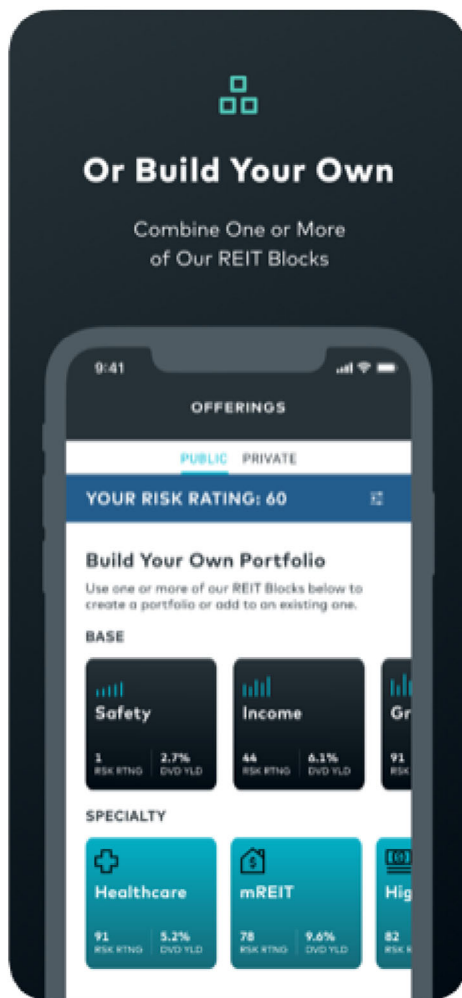 Or Build Your Own
Combine One or More
of Our REIT Blocks
9:41
OFFERINGS
PUBLIC PRIVATE
YOUR RISK RATING: 60
Build Your Own Portfolio
Use one or more of our REIT Blocks below to
create a portfolio or add to an existing one.
BASE
Safety Income Gr
1 2.7% 44 6.1% 91
RSK RTNG DVD YLD RSK RTNG DVD YLD RSK
SPECIALTY
Healthcare mREIT Hig
91 5.2% 78 9.6% 82
RSK RTNG DVD YLD RSK RTNG DVD YLD RSK